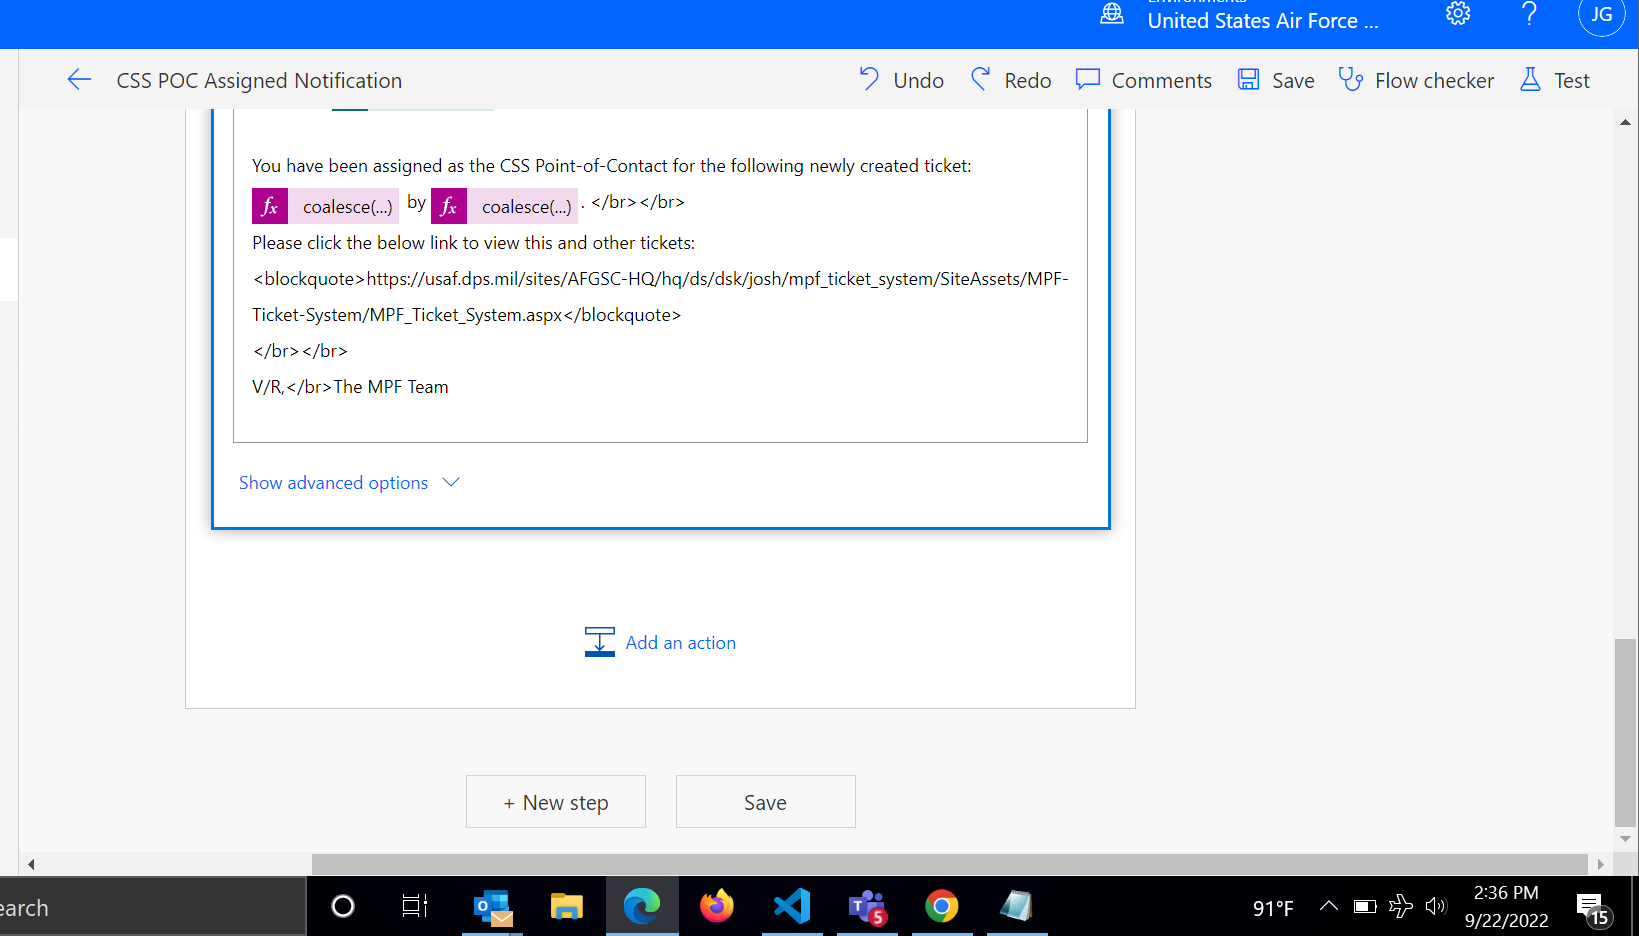 United States Air Force ...
JG
CSS POC Assigned Notification
Undo
Redo
Comments
Save
Flow checker
Test
You have been assigned as the CSS Point-of-Contact for the following newly created ticket:
fx coalesce(...) by fx coalesce(...) . </br></br>
Please click the below link to view this and other tickets:
<blockquote>https://usaf.dps.mil/sites/AFGSC-HQ/hq/ds/dsk/josh/mpf_ticket_system/SiteAssets/MPF-
Ticket-System/MPF_Ticket_System.aspx</blockquote>
</br></br>
V/R,</br>The MPF Team
Show advanced options
Add an action
+ New step
Save
earch
5
91°F
2:36 PM
9/22/2022
15